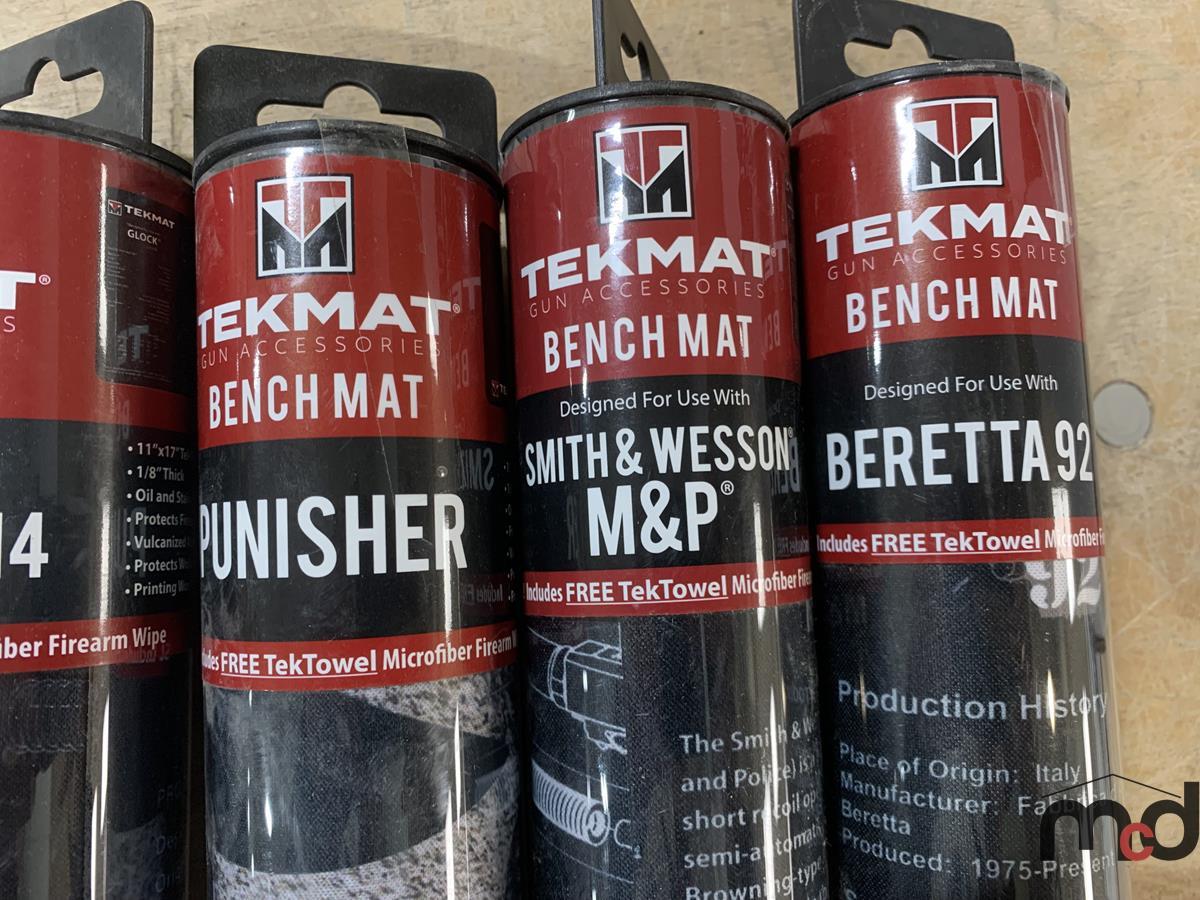 TEKMAT
GLOCK
• 11"x17"
• 1/8" Thick
• Oil and
• Protects
• Vulcanized
• Protects
• Printing
4
Firearm Wipe
TEKMAT®
GUN ACCESSORIES
BENCH MAT
PUNISHER
FREE TekTowel Microfiber Firearm
TEKMAT®
GUN ACCESSORIES
BENCH MAT
Designed For Use With
SMITH & WESSON®
M&P®
Includes FREE TekTowel Microfiber
The Smith &
and Police) is
short recoil
semi-automatic
Browning-type
TEKMAT
GUN ACCESSORIES
BENCH MAT
Designed For Use With
BERETTA 92
Includes FREE TekTowel Microfiber
92
Production History
Place of Origin: Italy
Manufacturer:
Beretta
Produced: 1975-Present
mcd